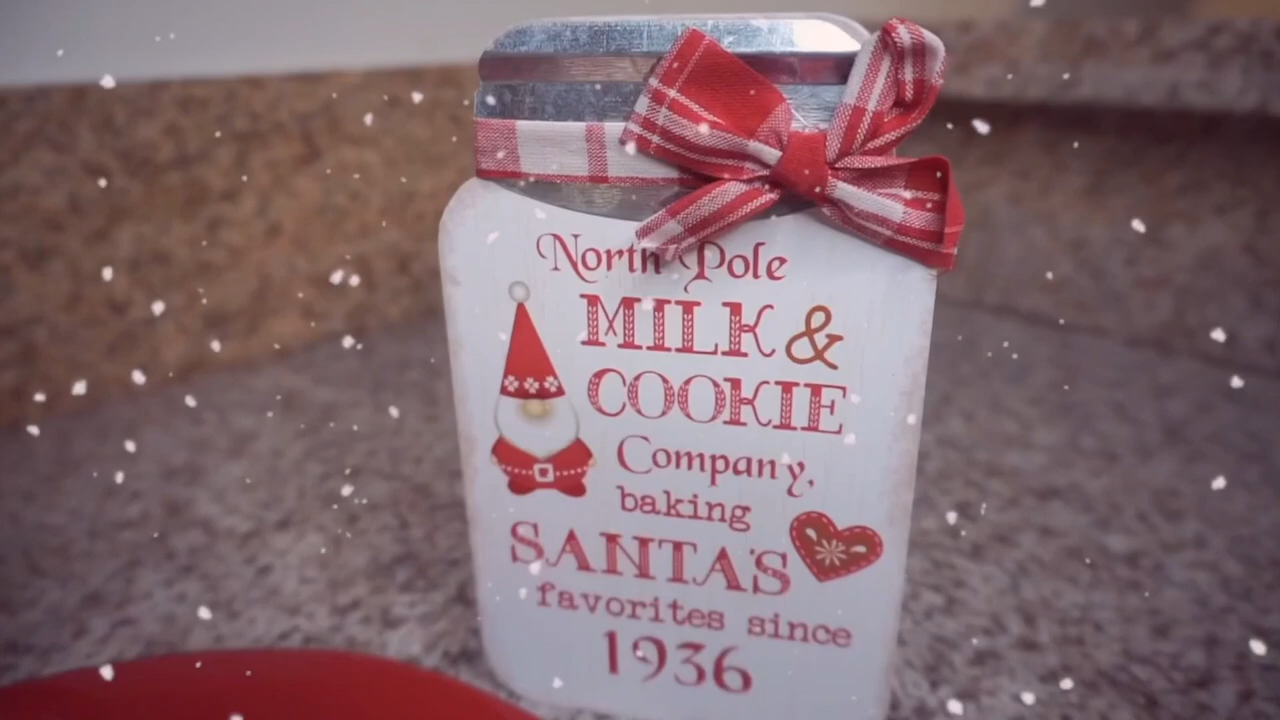 North Pole
MILK &
COOKIE
Company,
baking
SANTA'S
favorites since
1936